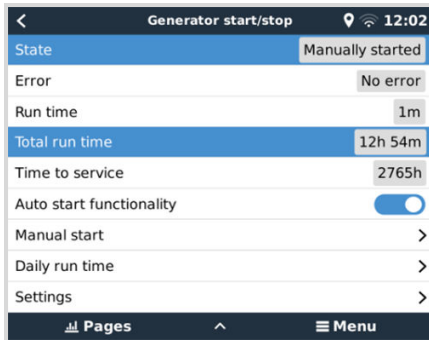 Generator start/stop 12:02
State Manually started
Error No error
Run time 1m
Total run time 12h 54m
Time to service 2765h
Auto start functionality
Manual start
Daily run time
Settings
Pages Menu